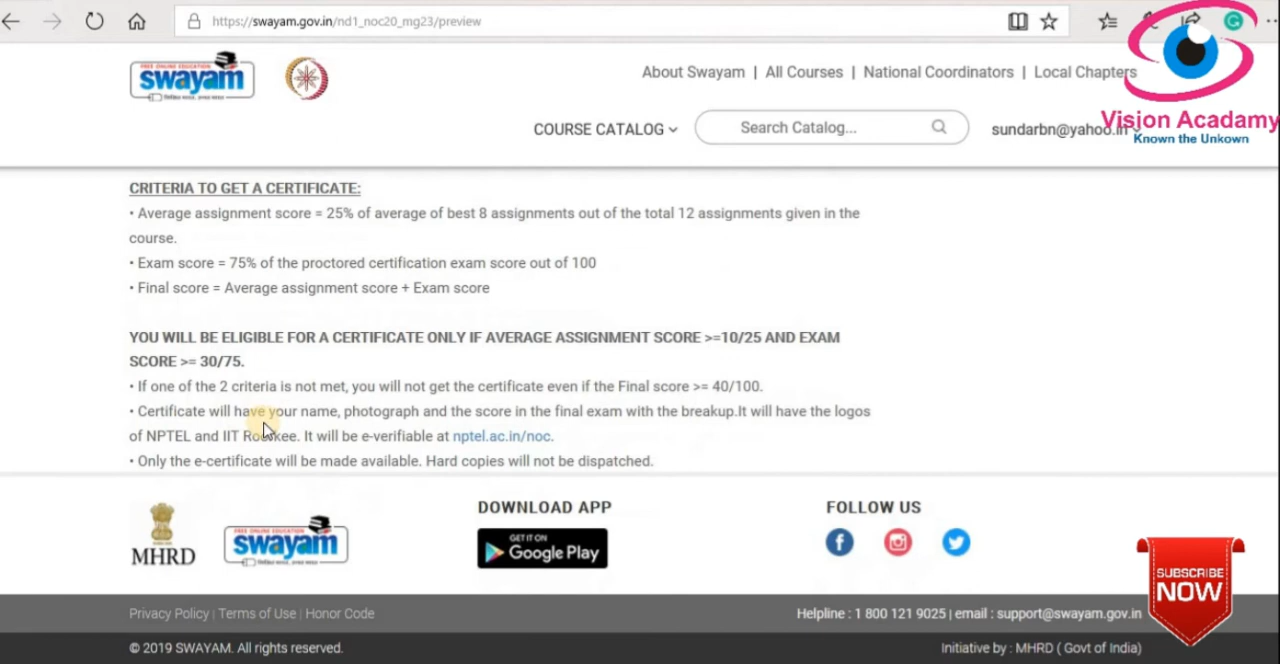 https://swayam.gov.in/nd1_noc20_mg23/preview
FREE ONLINE EDUCATION
swayam
About Swayam | All Courses | National Coordinators | Local Chapters
COURSE CATALOG
Search Catalog...
sundarbn@yahoo.in
Vision Acadamy
Known the Unkown
CRITERIA TO GET A CERTIFICATE:
• Average assignment score = 25% of average of best 8 assignments out of the total 12 assignments given in the
course.
• Exam score = 75% of the proctored certification exam score out of 100
• Final score = Average assignment score + Exam score
YOU WILL BE ELIGIBLE FOR A CERTIFICATE ONLY IF AVERAGE ASSIGNMENT SCORE >=10/25 AND EXAM
SCORE >= 30/75.
• If one of the 2 criteria is not met, you will not get the certificate even if the Final score >= 40/100.
• Certificate will have your name, photograph and the score in the final exam with the breakup.It will have the logos
of NPTEL and IIT Roorkee. It will be e-verifiable at nptel.ac.in/noc.
• Only the e-certificate will be made available. Hard copies will not be dispatched.
MHRD
FREE ONLINE EDUCATION
swayam
DOWNLOAD APP
GET IT ON
Google Play
FOLLOW US
SUBSCRIBE
NOW
Privacy Policy | Terms of Use | Honor Code
Helpline : 1 800 121 9025 | email : support@swayam.gov.in
© 2019 SWAYAM. All rights reserved.
Initiative by : MHRD ( Govt of India)